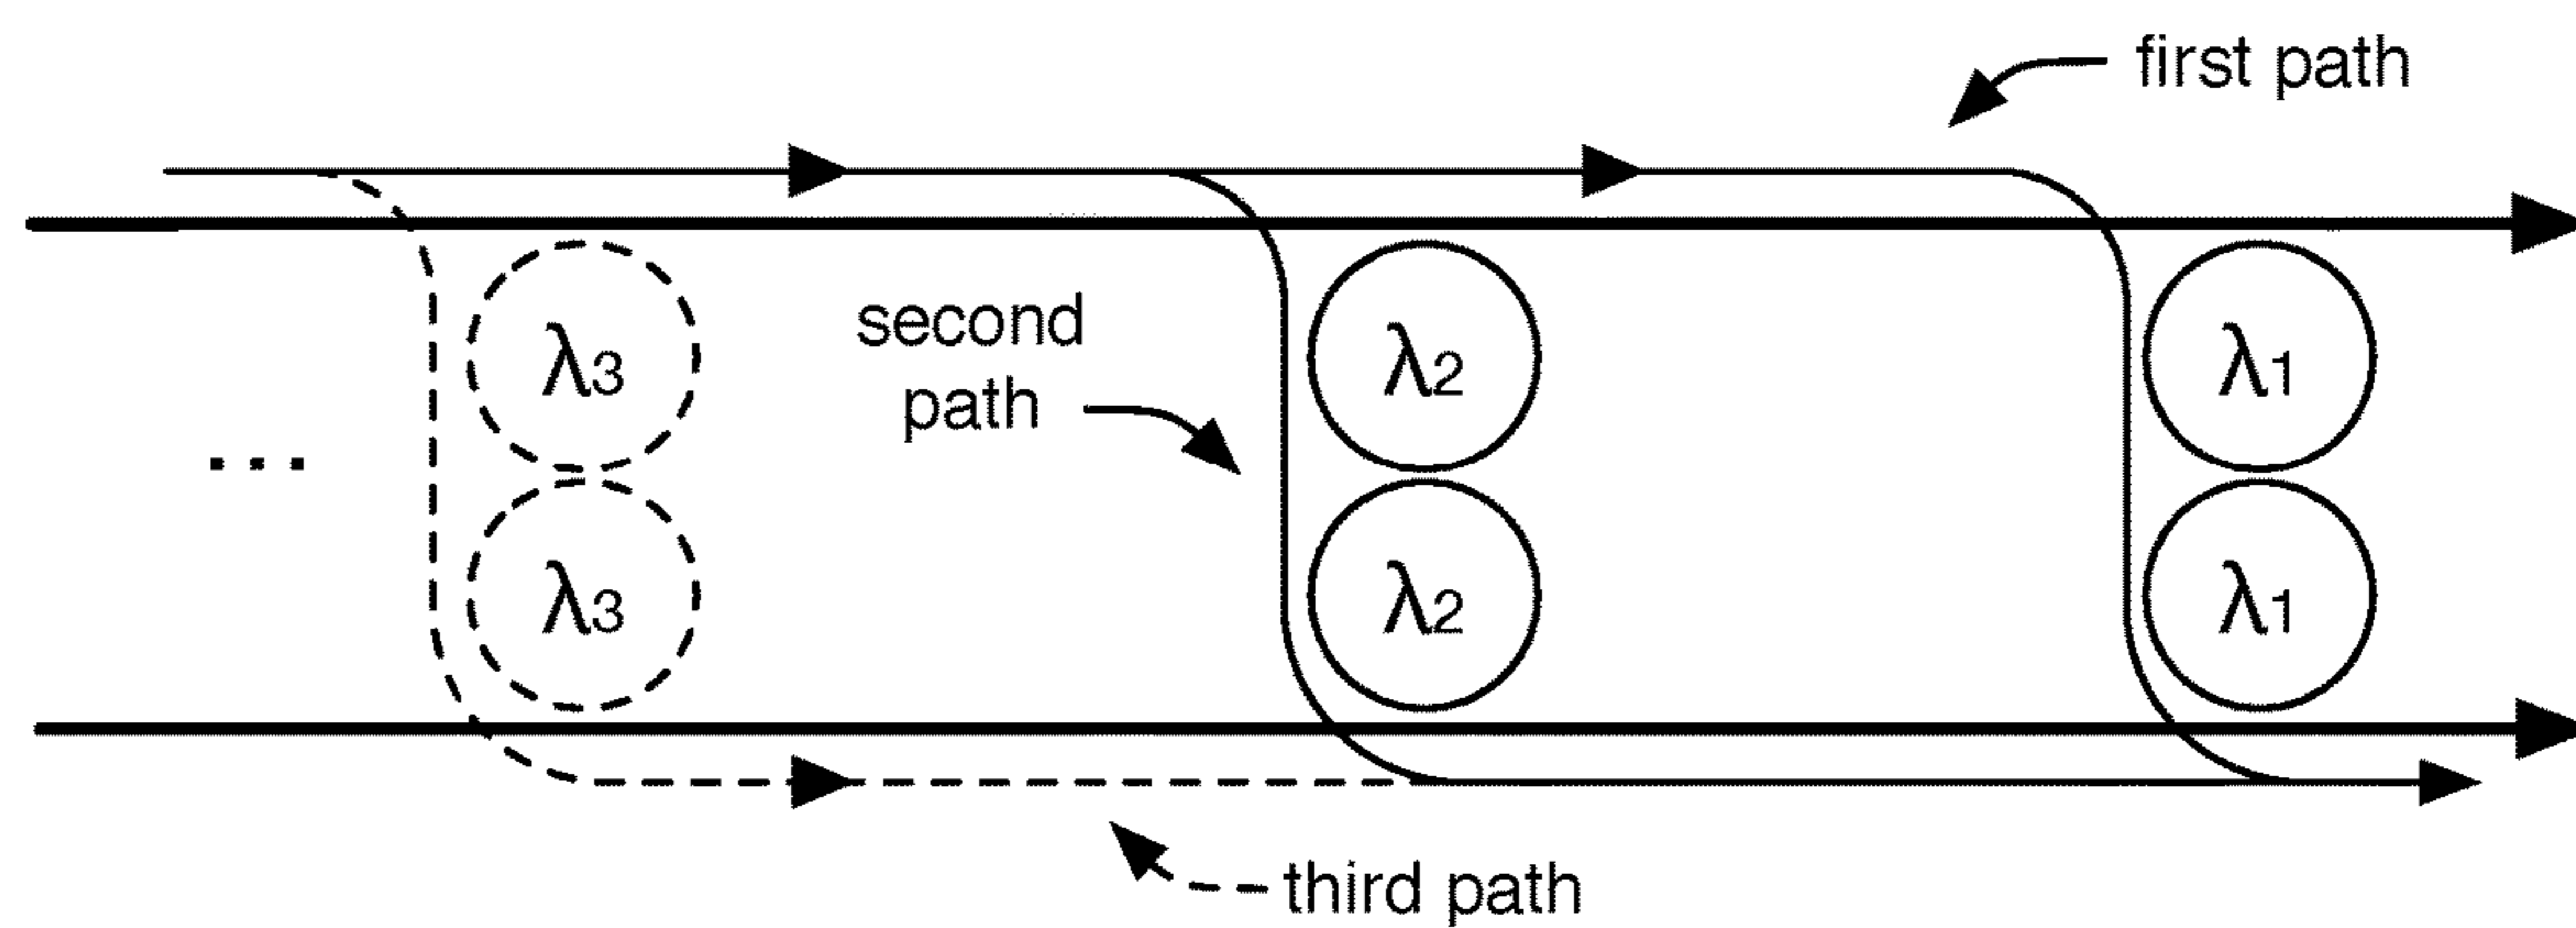 first path
second
path
λ3
λ2
λ1
...
λ3
λ2
λ1
third path